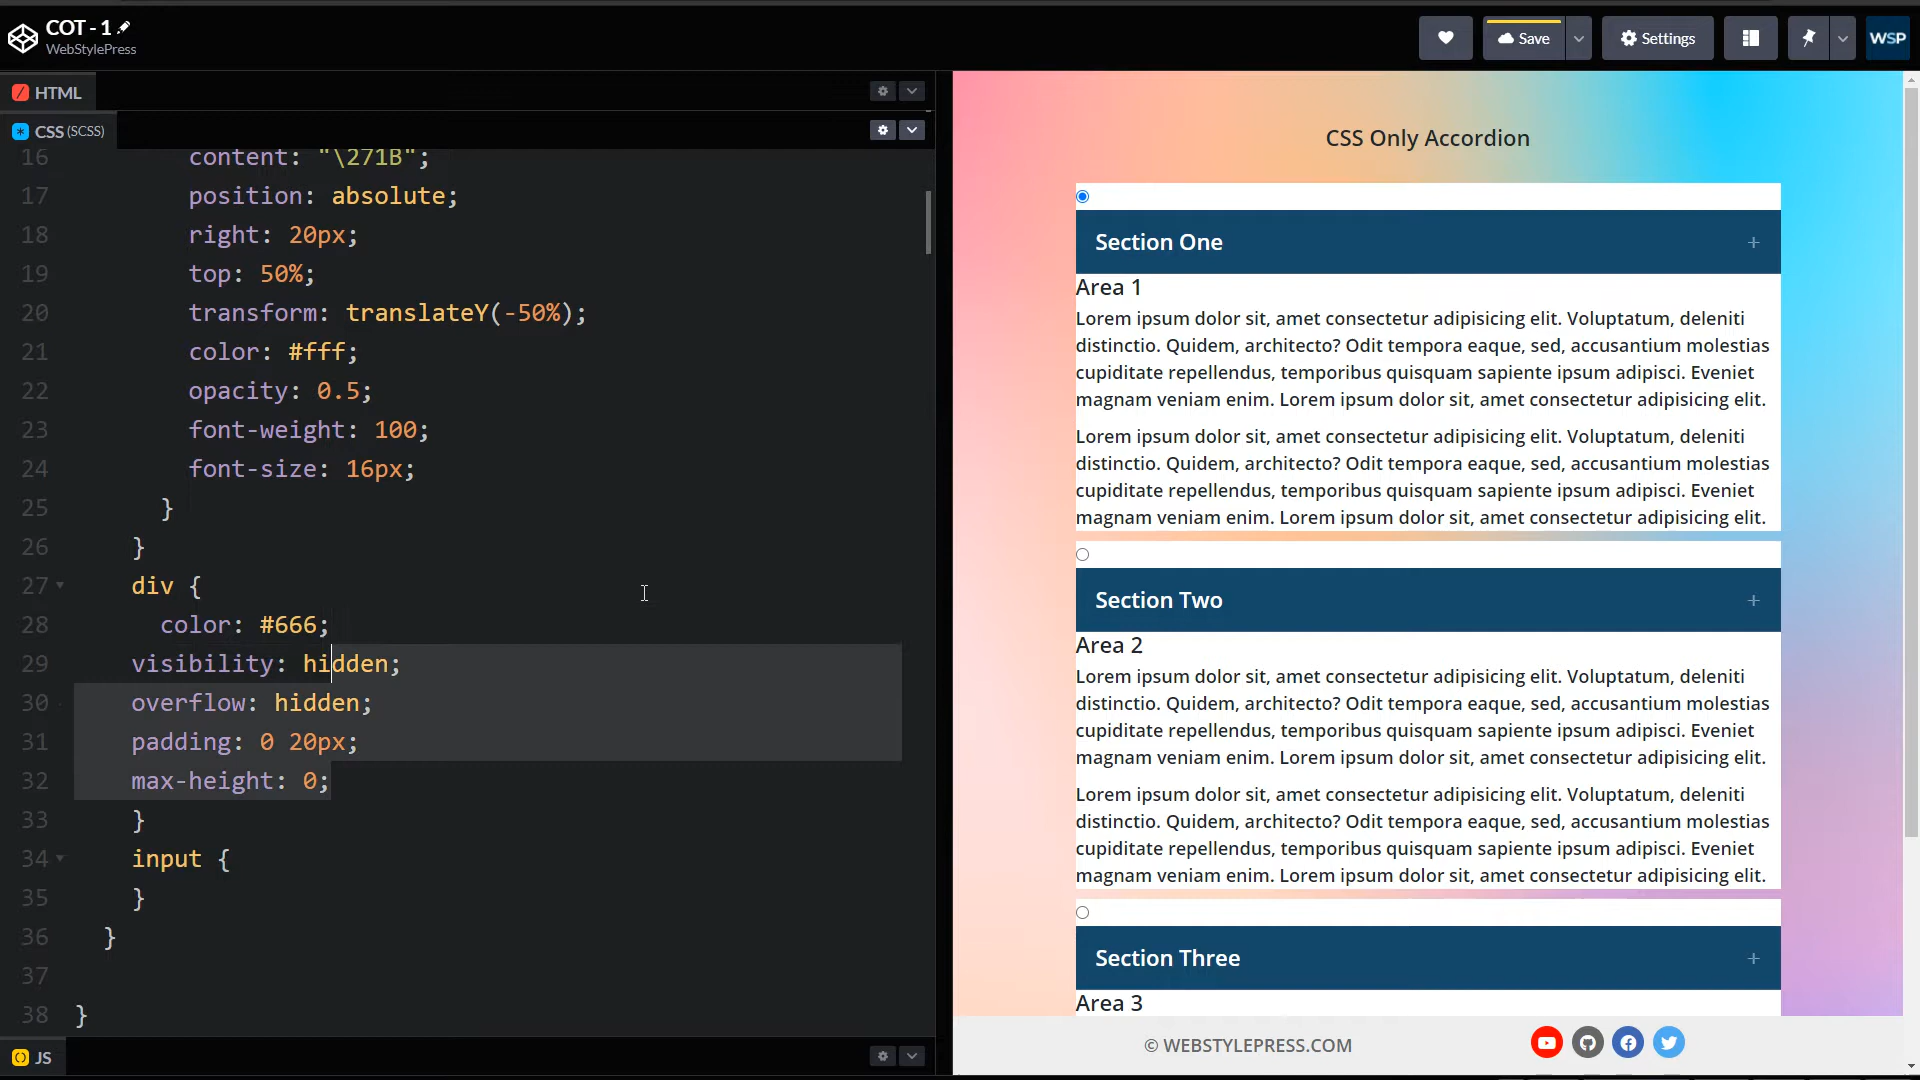 COT - 1
WebStylePress
Save
Settings
WSP
HTML
CSS (SCSS)
16 content: "\271B";
17 position: absolute;
18 right: 20px;
19 top: 50%;
20 transform: translateY(-50%);
21 color: #fff;
22 opacity: 0.5;
23 font-weight: 100;
24 font-size: 16px;
25 }
26 }
27 div {
28 color: #666;
29 visibility: hidden;
30 overflow: hidden;
31 padding: 0 20px;
32 max-height: 0;
33 }
34 input {
35 }
36 }
37
38 }
JS
CSS Only Accordion
Section One +
Area 1
Lorem ipsum dolor sit, amet consectetur adipisicing elit. Voluptatum, deleniti
distinctio. Quidem, architecto? Odit tempora eaque, sed, accusantium molestias
cupiditate repellendus, temporibus quisquam sapiente ipsum adipisci. Eveniet
magnam veniam enim. Lorem ipsum dolor sit, amet consectetur adipisicing elit.
Lorem ipsum dolor sit, amet consectetur adipisicing elit. Voluptatum, deleniti
distinctio. Quidem, architecto? Odit tempora eaque, sed, accusantium molestias
cupiditate repellendus, temporibus quisquam sapiente ipsum adipisci. Eveniet
magnam veniam enim. Lorem ipsum dolor sit, amet consectetur adipisicing elit.
Section Two +
Area 2
Lorem ipsum dolor sit, amet consectetur adipisicing elit. Voluptatum, deleniti
distinctio. Quidem, architecto? Odit tempora eaque, sed, accusantium molestias
cupiditate repellendus, temporibus quisquam sapiente ipsum adipisci. Eveniet
magnam veniam enim. Lorem ipsum dolor sit, amet consectetur adipisicing elit.
Lorem ipsum dolor sit, amet consectetur adipisicing elit. Voluptatum, deleniti
distinctio. Quidem, architecto? Odit tempora eaque, sed, accusantium molestias
cupiditate repellendus, temporibus quisquam sapiente ipsum adipisci. Eveniet
magnam veniam enim. Lorem ipsum dolor sit, amet consectetur adipisicing elit.
Section Three +
Area 3
© WEBSTYLEPRESS.COM